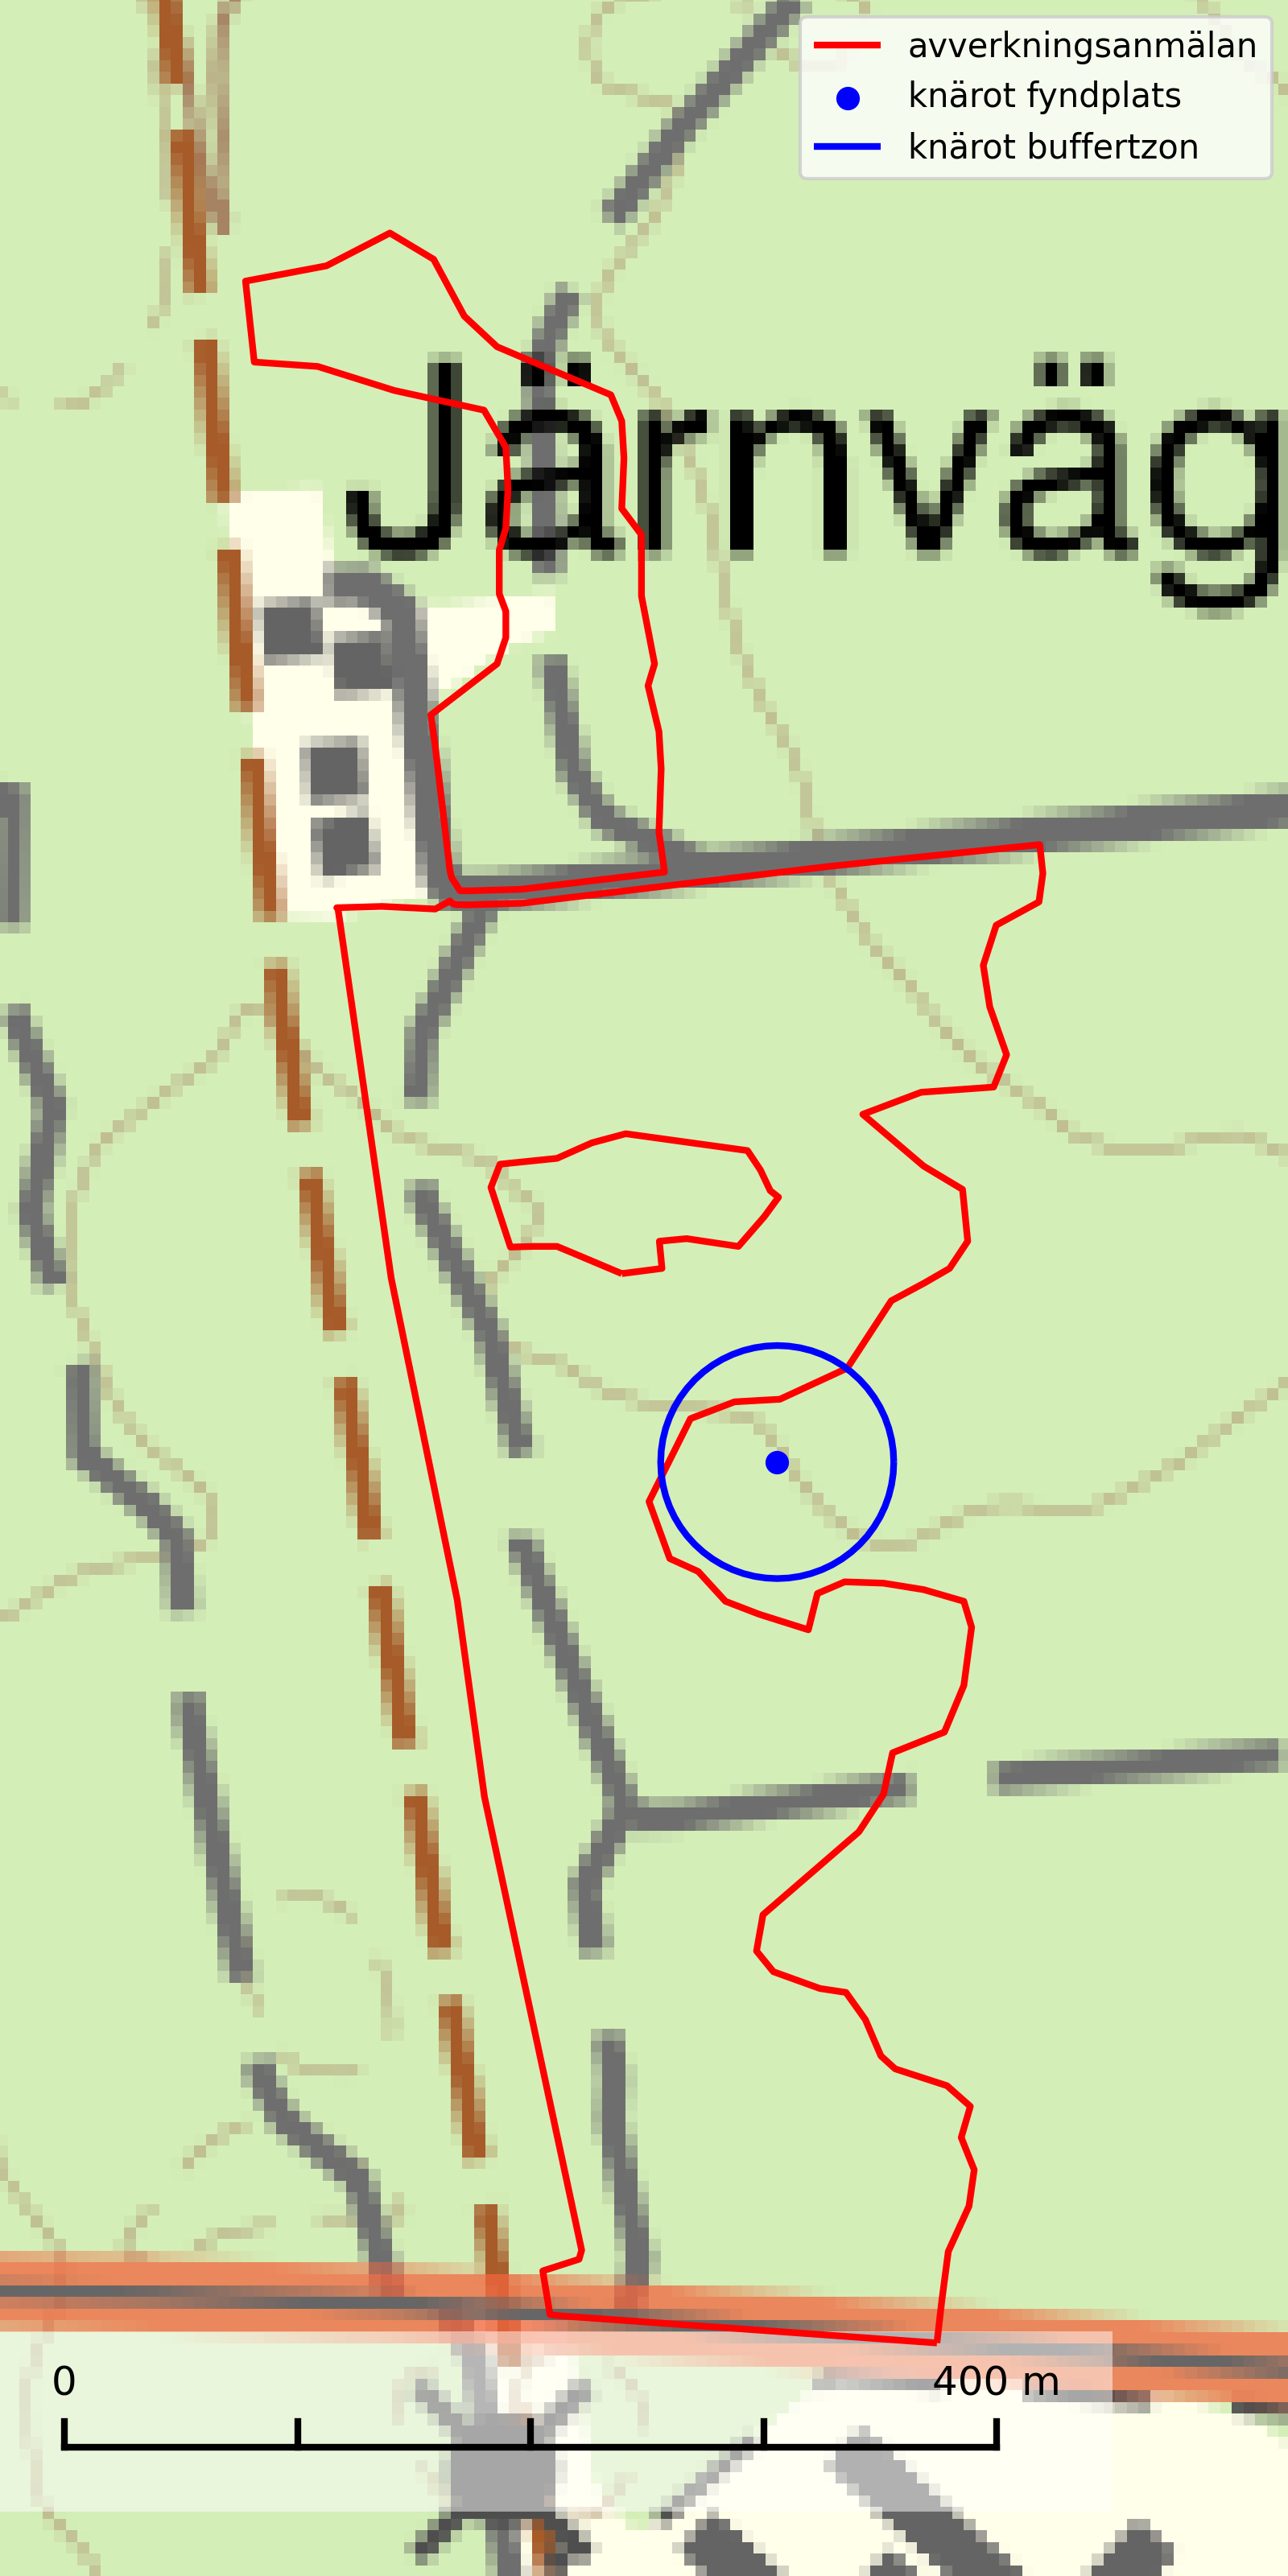 avverkningsanmälan
knärot fyndplats
knärot buffertzon
Järnväg
0 400 m